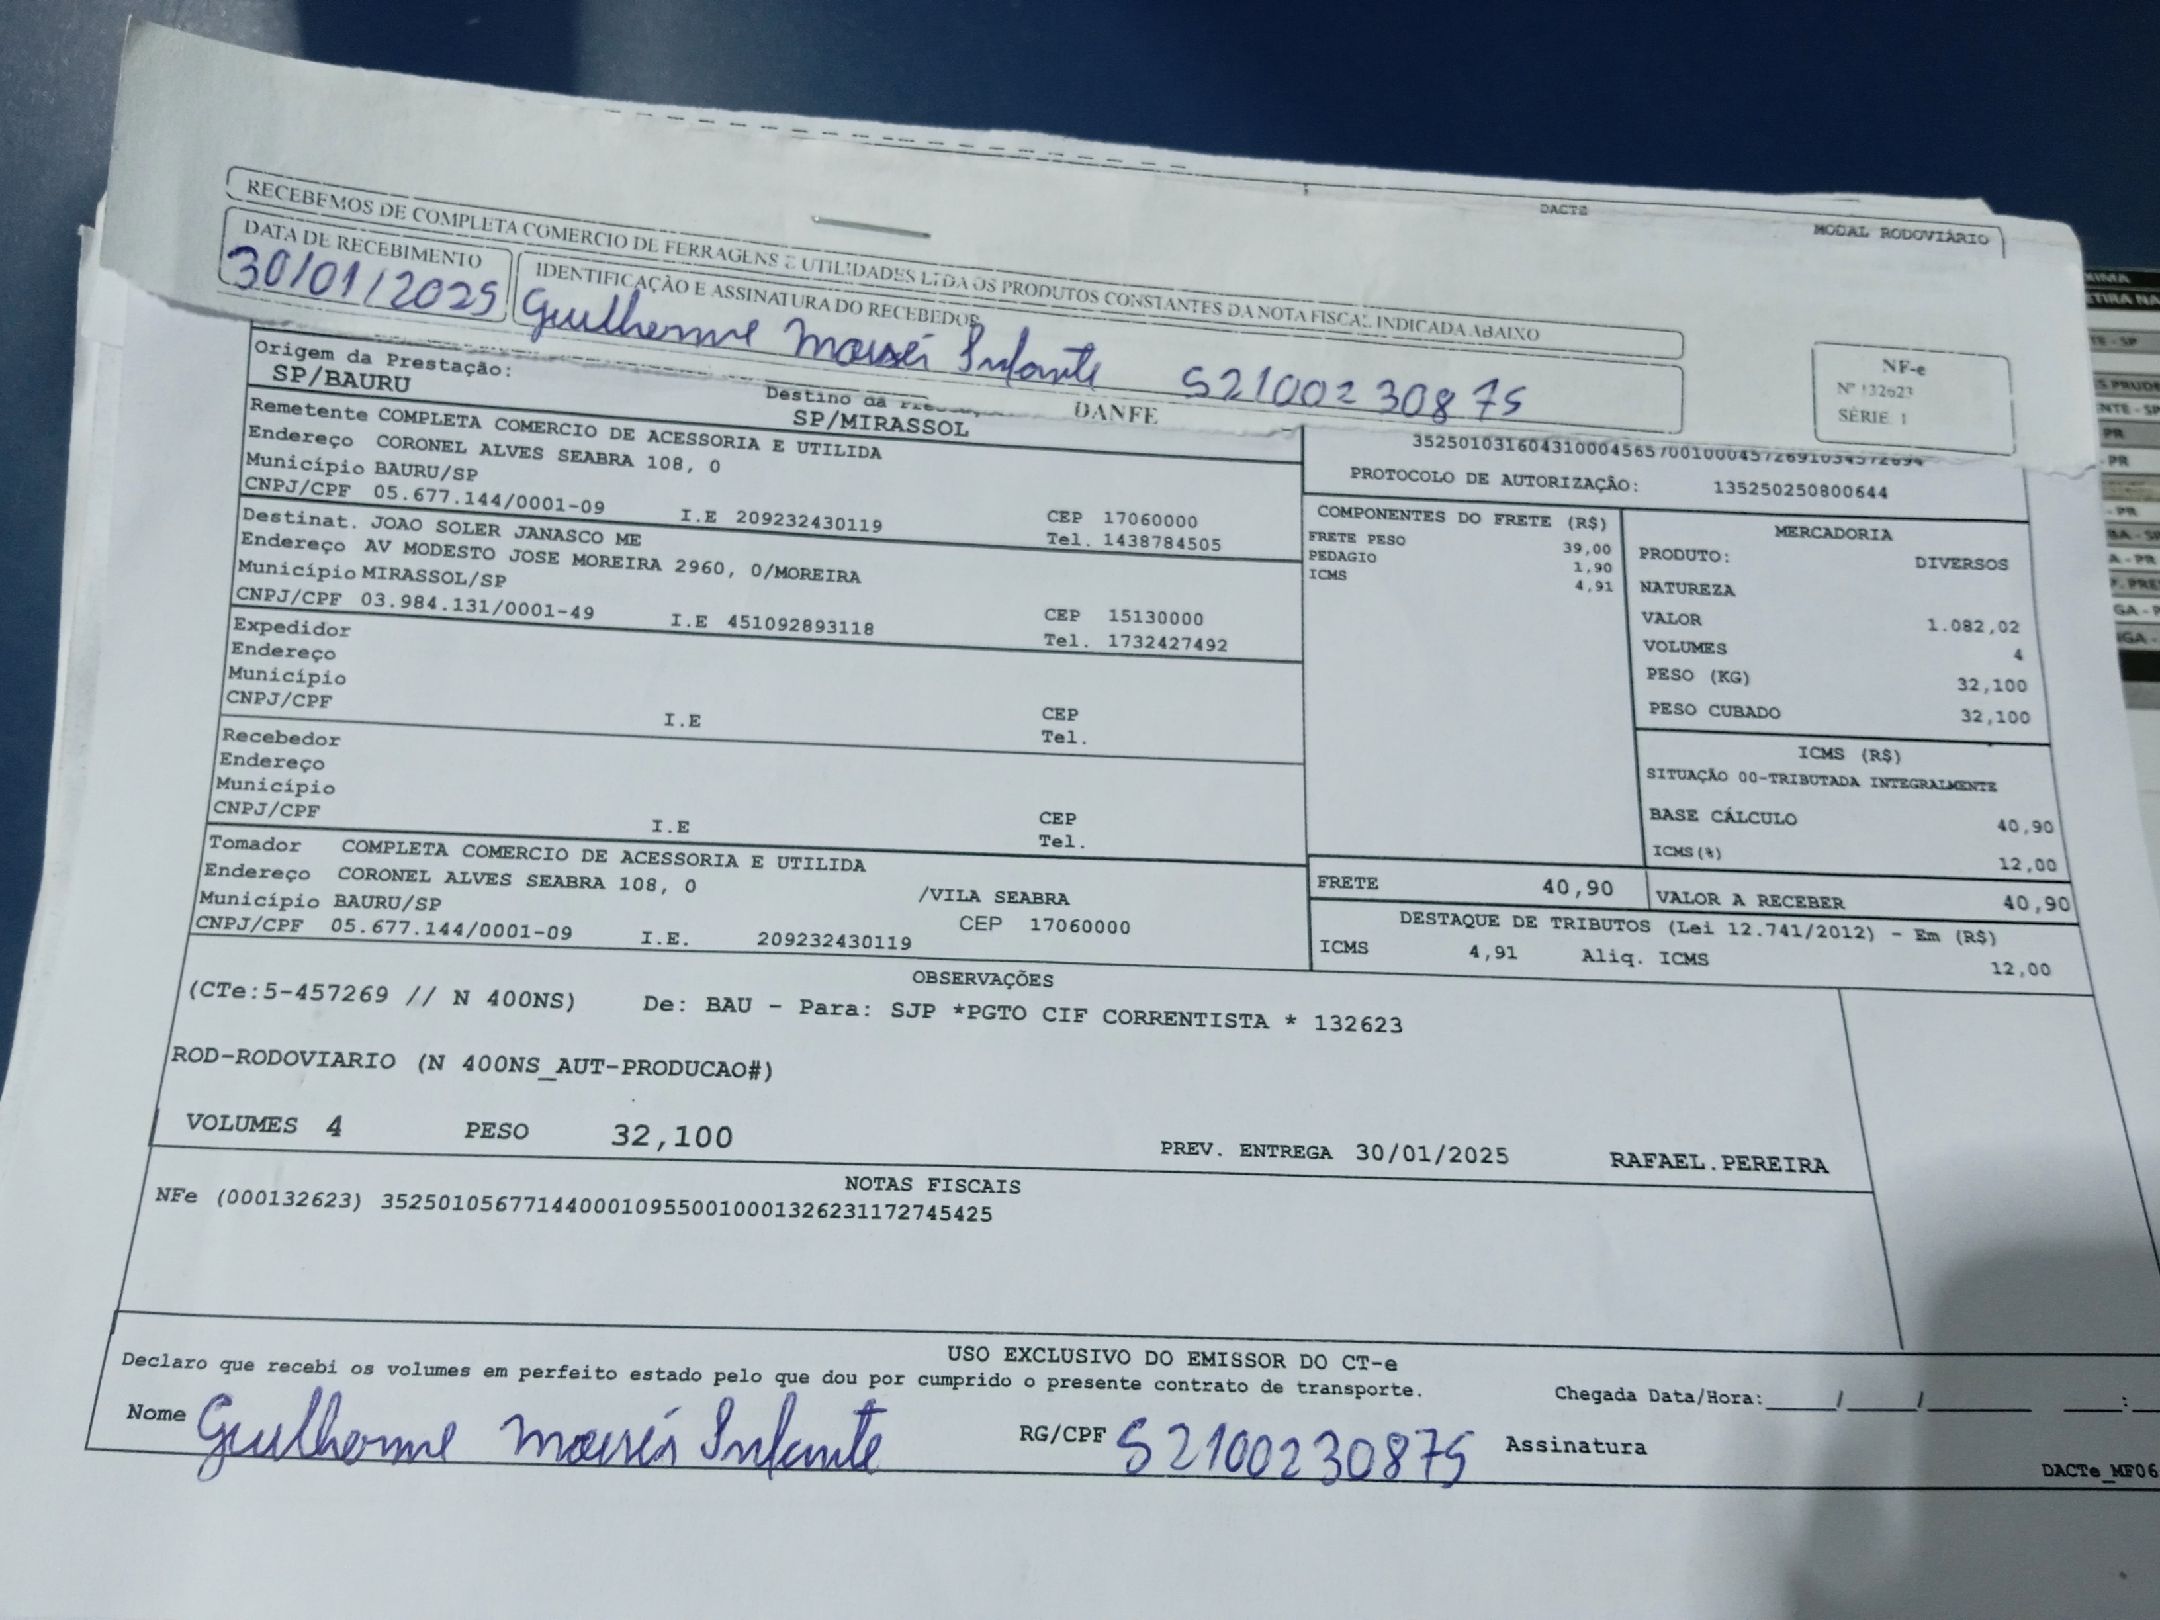 DACTE
MODAL RODOVIÁRIO
RECEBEMOS DE COMPLETA COMERCIO DE FERRAGENS E UTILIDADES LTDA OS PRODUTOS CONSTANTES DA NOTA FISCAL INDICADA ABAIXO
DATA DE RECEBIMENTO
30/01/2025
IDENTIFICAÇÃO E ASSINATURA DO RECEBEDOR
Guilherme Infante 52100230875
NF-e
Nº 132623
SÉRIE 1
DANFE
Origem da Prestação:
SP/BAURU
Destino da
SP/MIRASSOL
Remetente COMPLETA COMERCIO DE ACESSORIA E UTILIDA
Endereço CORONEL ALVES SEABRA 108, 0
Município BAURU/SP
CEP 17060000
CNPJ/CPF 05.677.144/0001-09 I.E 209232430119 Tel. 1438784505
Destinat. JOAO SOLER JANASCO ME
Endereço AV MODESTO JOSE MOREIRA 2960, 0/MOREIRA
Município MIRASSOL/SP CEP 15130000
CNPJ/CPF 03.984.131/0001-49 I.E 451092893118 Tel. 1732427492
Expedidor
Endereço
Município CEP
CNPJ/CPF I.E Tel.
Recebedor
Endereço
Município CEP
CNPJ/CPF I.E Tel.
Tomador COMPLETA COMERCIO DE ACESSORIA E UTILIDA
Endereço CORONEL ALVES SEABRA 108, 0 /VILA SEABRA
Município BAURU/SP CEP 17060000
CNPJ/CPF 05.677.144/0001-09 I.E. 209232430119
35250103160431000456570010004572691034572694
PROTOCOLO DE AUTORIZAÇÃO: 135250250800644
COMPONENTES DO FRETE (R$)
FRETE PESO 39,00
PEDAGIO 1,90
ICMS 4,91
MERCADORIA
PRODUTO: DIVERSOS
NATUREZA
VALOR 1.082,02
VOLUMES 4
PESO (KG) 32,100
PESO CUBADO 32,100
ICMS (R$)
SITUAÇÃO 00-TRIBUTADA INTEGRALMENTE
BASE CÁLCULO 40,90
ICMS(%) 12,00
FRETE 40,90 VALOR A RECEBER 40,90
DESTAQUE DE TRIBUTOS (Lei 12.741/2012) - Em (R$)
ICMS 4,91 Aliq. ICMS 12,00
OBSERVAÇÕES
(CTe:5-457269 // N 400NS) De: BAU - Para: SJP *PGTO CIF CORRENTISTA * 132623
ROD-RODOVIARIO (N 400NS_AUT-PRODUCAO#)
VOLUMES 4 PESO 32,100 PREV. ENTREGA 30/01/2025 RAFAEL.PEREIRA
NOTAS FISCAIS
NFe (000132623) 35250105677144000109550010001326231172745425
USO EXCLUSIVO DO EMISSOR DO CT-e
Declaro que recebi os volumes em perfeito estado pelo que dou por cumprido o presente contrato de transporte.
Chegada Data/Hora:____/____/______ ___:
Nome Guilherme Infante RG/CPF 52100230875 Assinatura
DACTe_MF06